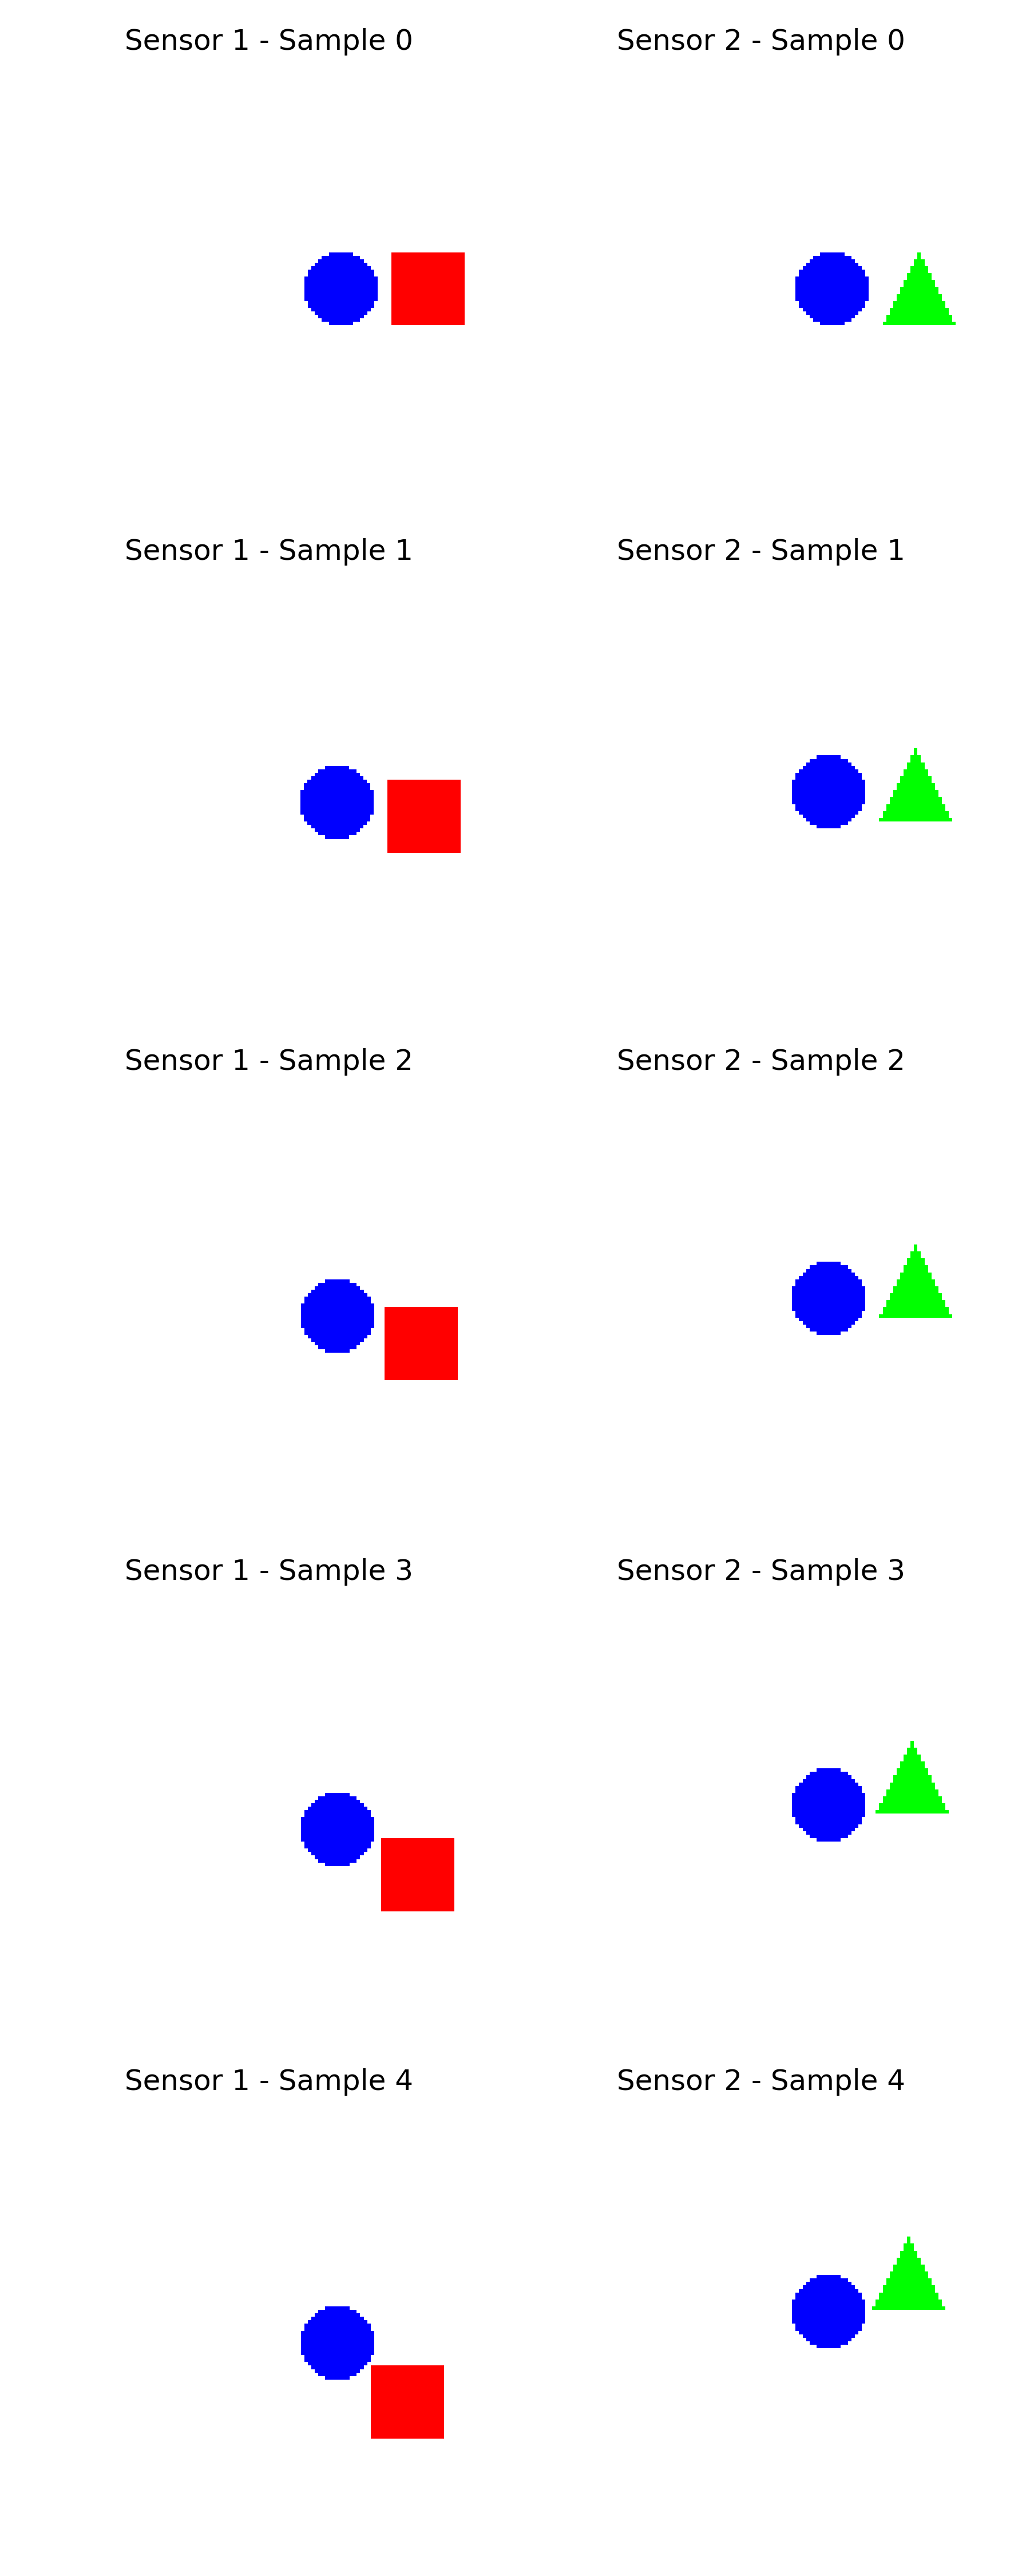 Sensor 1 - Sample 0
Sensor 2 - Sample 0
Sensor 1 - Sample 1
Sensor 2 - Sample 1
Sensor 1 - Sample 2
Sensor 2 - Sample 2
Sensor 1 - Sample 3
Sensor 2 - Sample 3
Sensor 1 - Sample 4
Sensor 2 - Sample 4